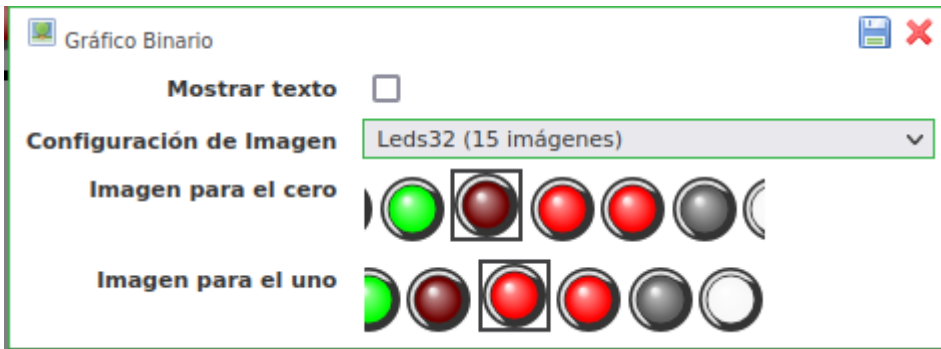 Gráfico Binario
Mostrar texto
Configuración de Imagen Leds32 (15 imágenes)
Imagen para el cero
Imagen para el uno